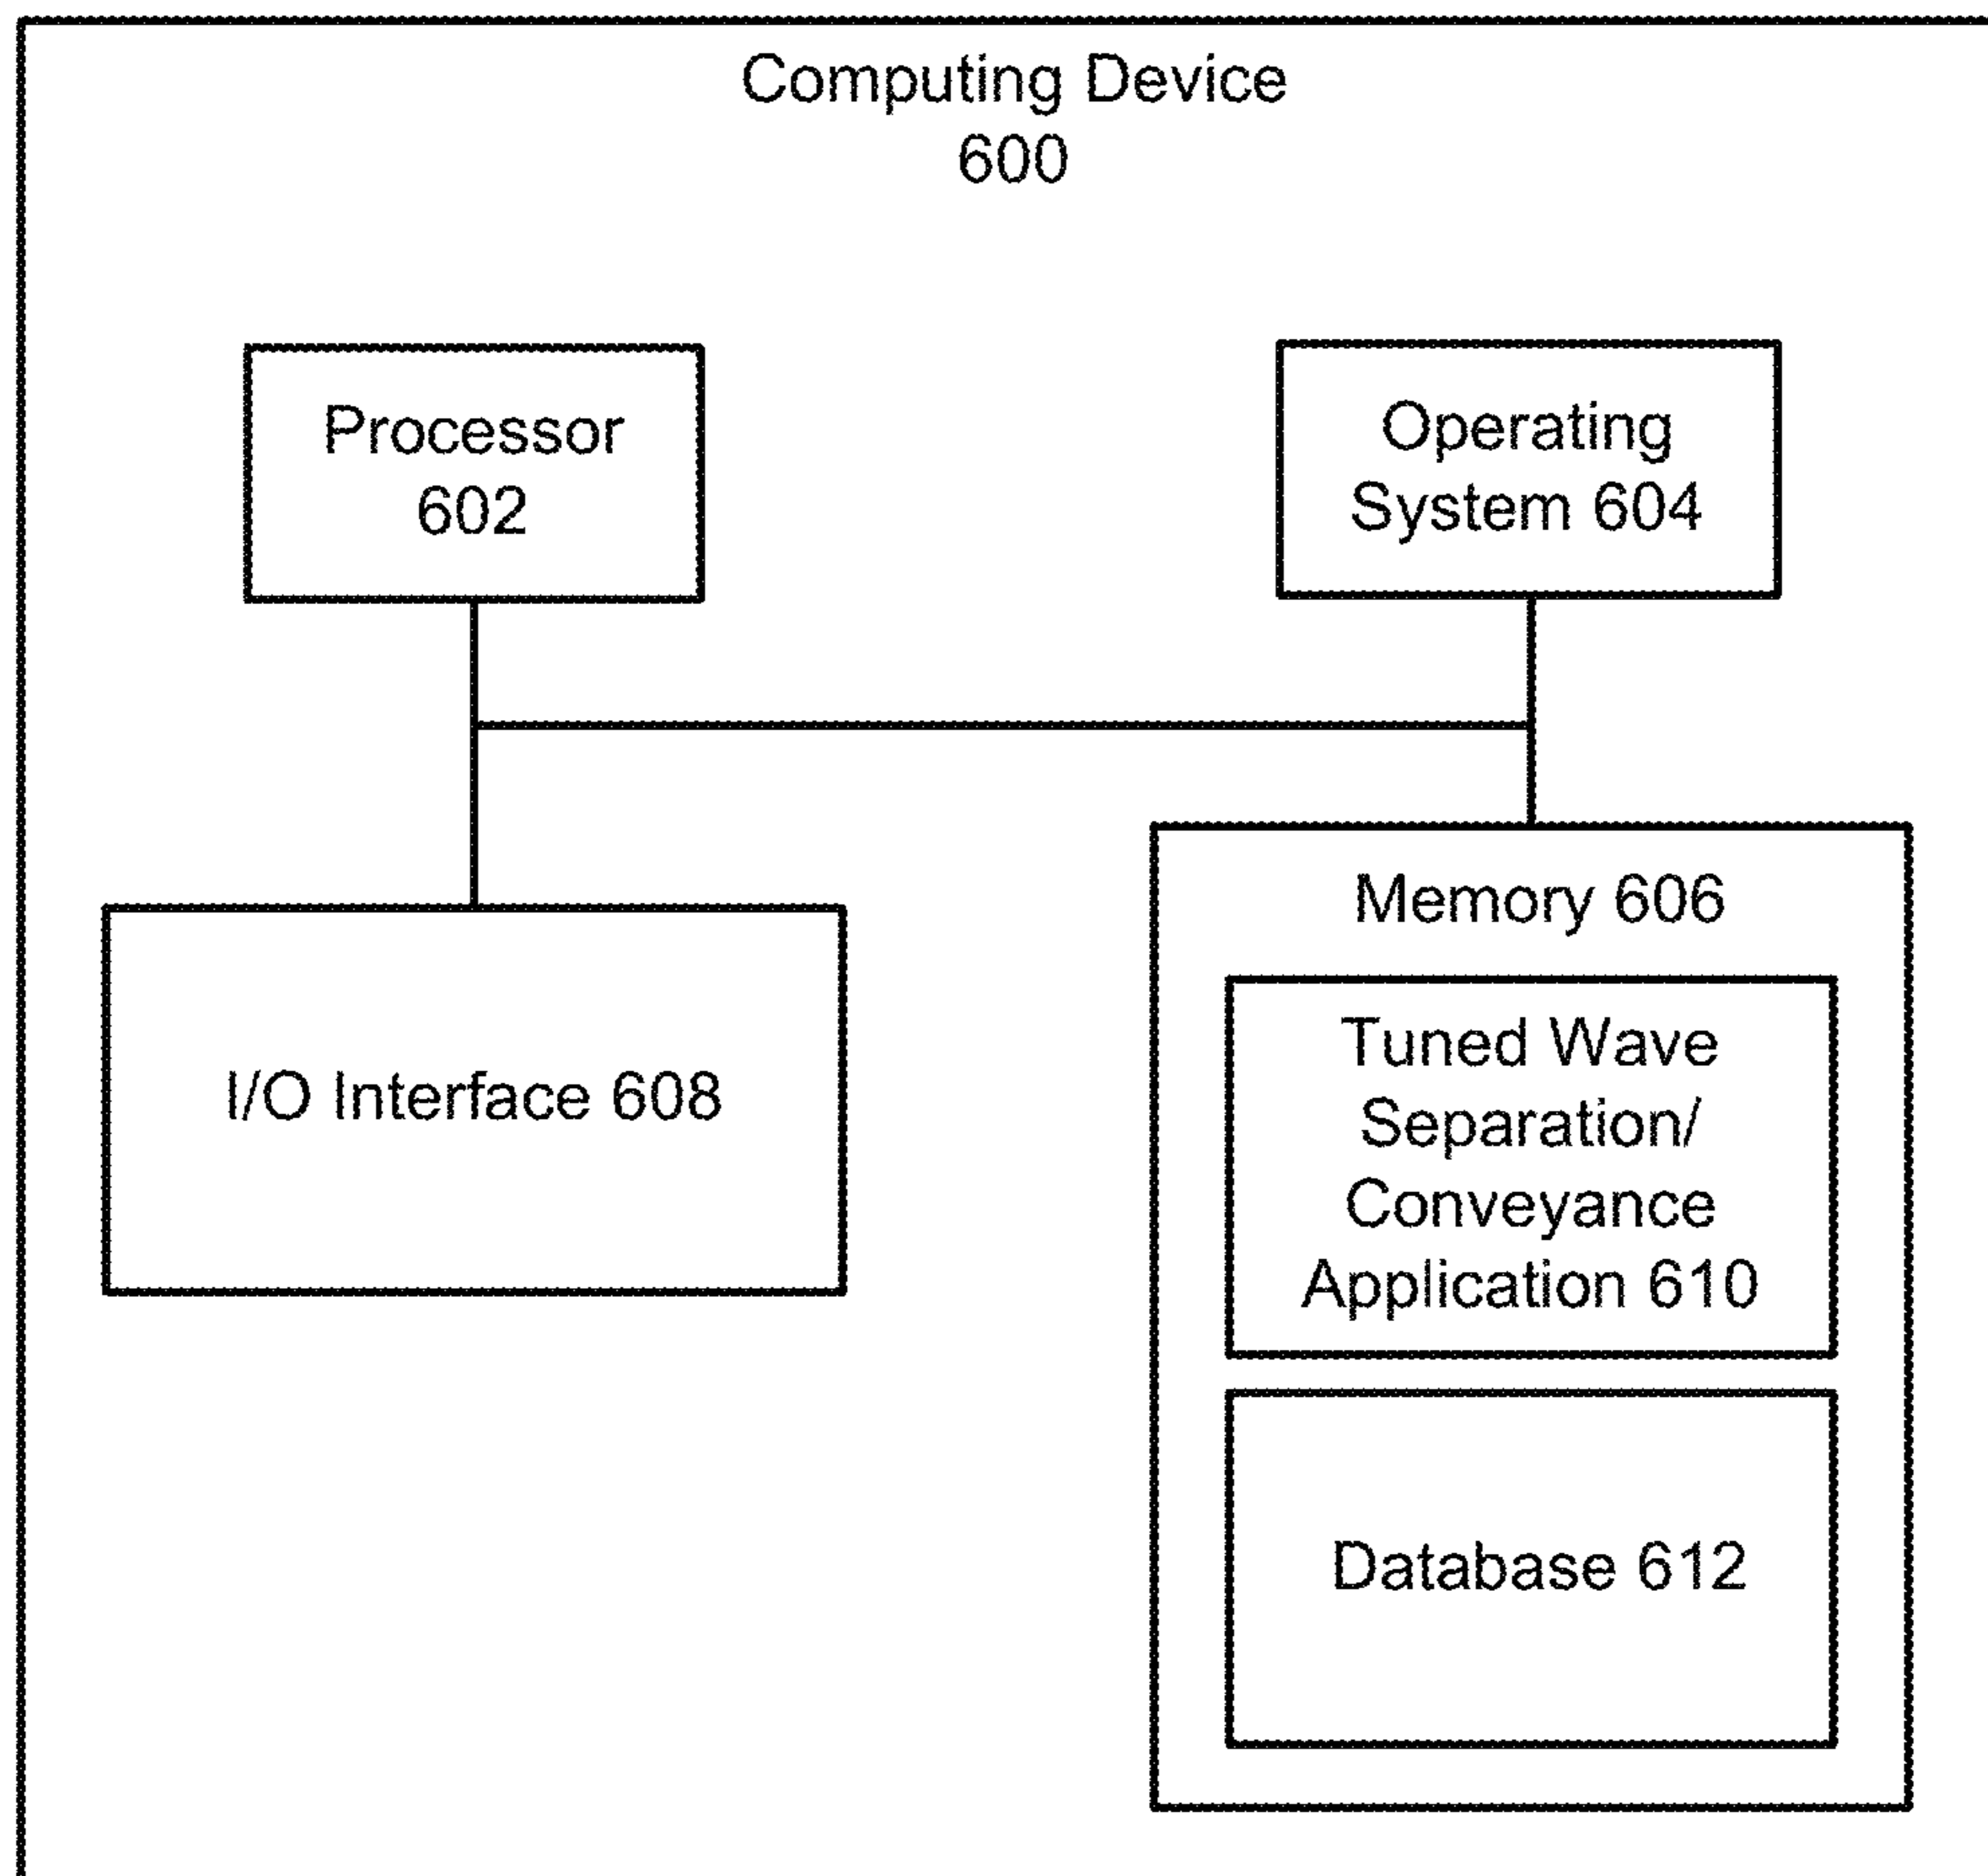 Computing Device
600
Processor
602
Operating
System 604
Memory 606
I/O Interface 608
Tuned Wave
Separation/
Conveyance
Application 610
Database 612